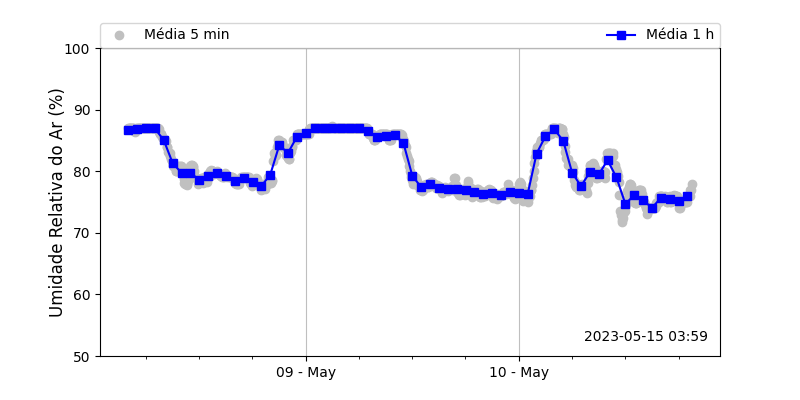 Média 5 min
Média 1 h
100
90
80
70
60
50
Umidade Relativa do Ar (%)
2023-05-15 03:59
09 - May
10 - May